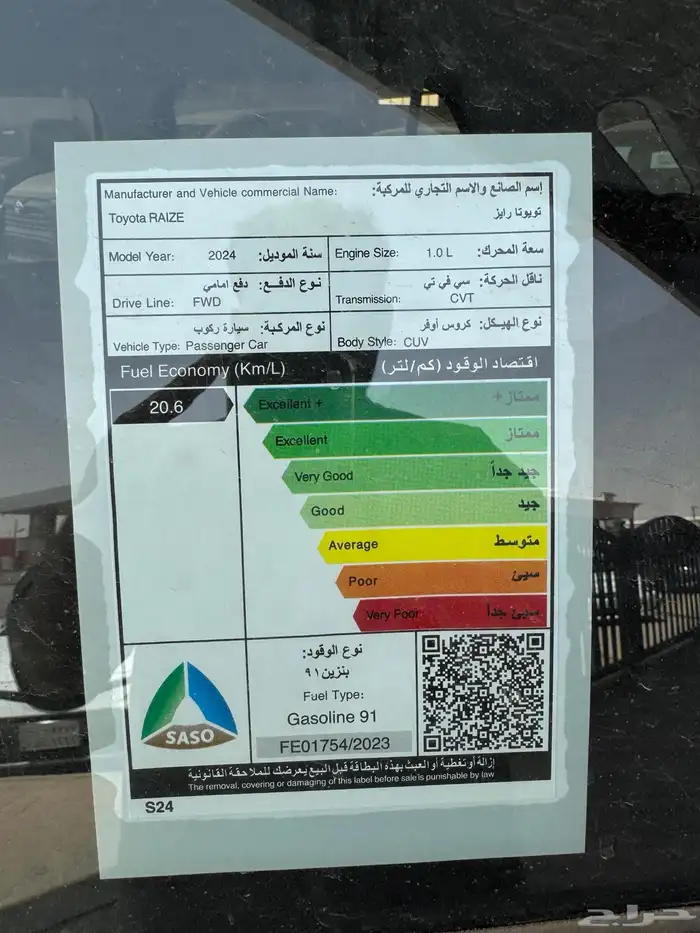 Manufacturer and Vehicle commercial Name: إسم الصانع والاسم التجاري للمركبة:
Toyota RAIZE تويوتا رايز
Model Year: 2024 سنة الموديل:
Engine Size: 1.0 L سعة المحرك:
نوع الدفـع: دفع امامي
Drive Line: FWD
ناقل الحركة: سي في تي
Transmission: CVT
نوع المركبة: سيارة ركوب
Vehicle Type: Passenger Car
نوع الهيكل: كروس أوفر
Body Style: CUV
Fuel Economy (Km/L) اقتصاد الوقود (كم/لتر)
20.6
Excellent + ممتاز +
Excellent ممتاز
Very Good جيد جداً
Good جيد
Average متوسط
Poor سيئ
Very Poor سيئ جداً
نوع الوقود:
بنزين ٩١
Fuel Type:
Gasoline 91
FE01754/2023
SASO
إزالة أو تغطية أو العبث بهذه البطاقة قبل البيع يعرضك للملاحقة القانونية
The removal, covering or damaging of this label before sale is punishable by law
S24
حراج